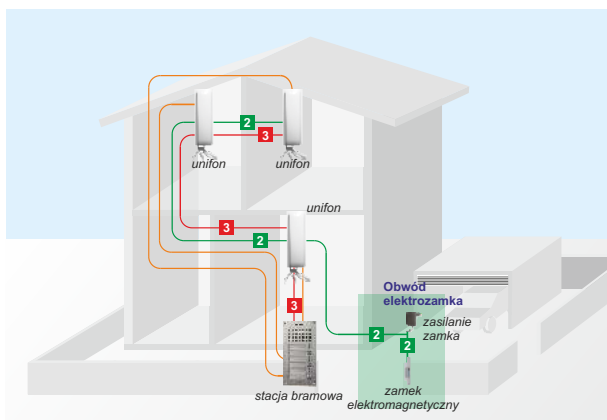 2
3
unifon
unifon
unifon
3
2
3
Obwód
elektrozamka
2
zasilanie
zamka
2
stacja bramowa
zamek
elektromagnetyczny